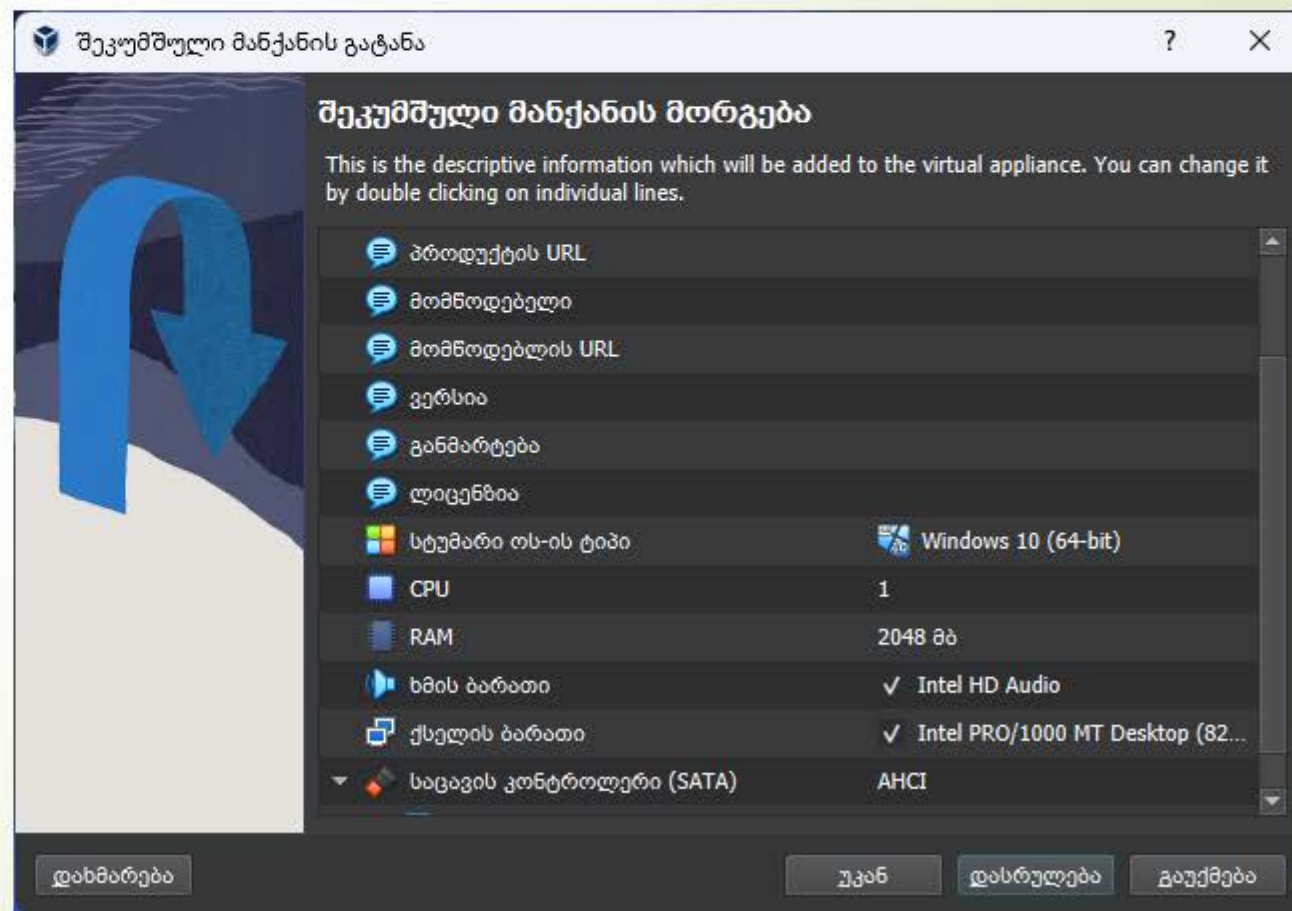 შეკუმშული მანქანის გატანა
?
შეკუმშული მანქანის მორგება
This is the descriptive information which will be added to the virtual appliance. You can change it
by double clicking on individual lines.
პროდუქტის URL
მომწოდებელი
მომწოდებლის URL
ვერსია
განმარტება
ლიცენზია
სტუმარი ოს-ის ტიპი Windows 10 (64-bit)
CPU 1
RAM 2048 მბ
ხმის ბარათი ✓ Intel HD Audio
ქსელის ბარათი ✓ Intel PRO/1000 MT Desktop (82...
საცავის კონტროლერი (SATA) AHCI
დახმარება უკან დასრულება გაუქმება